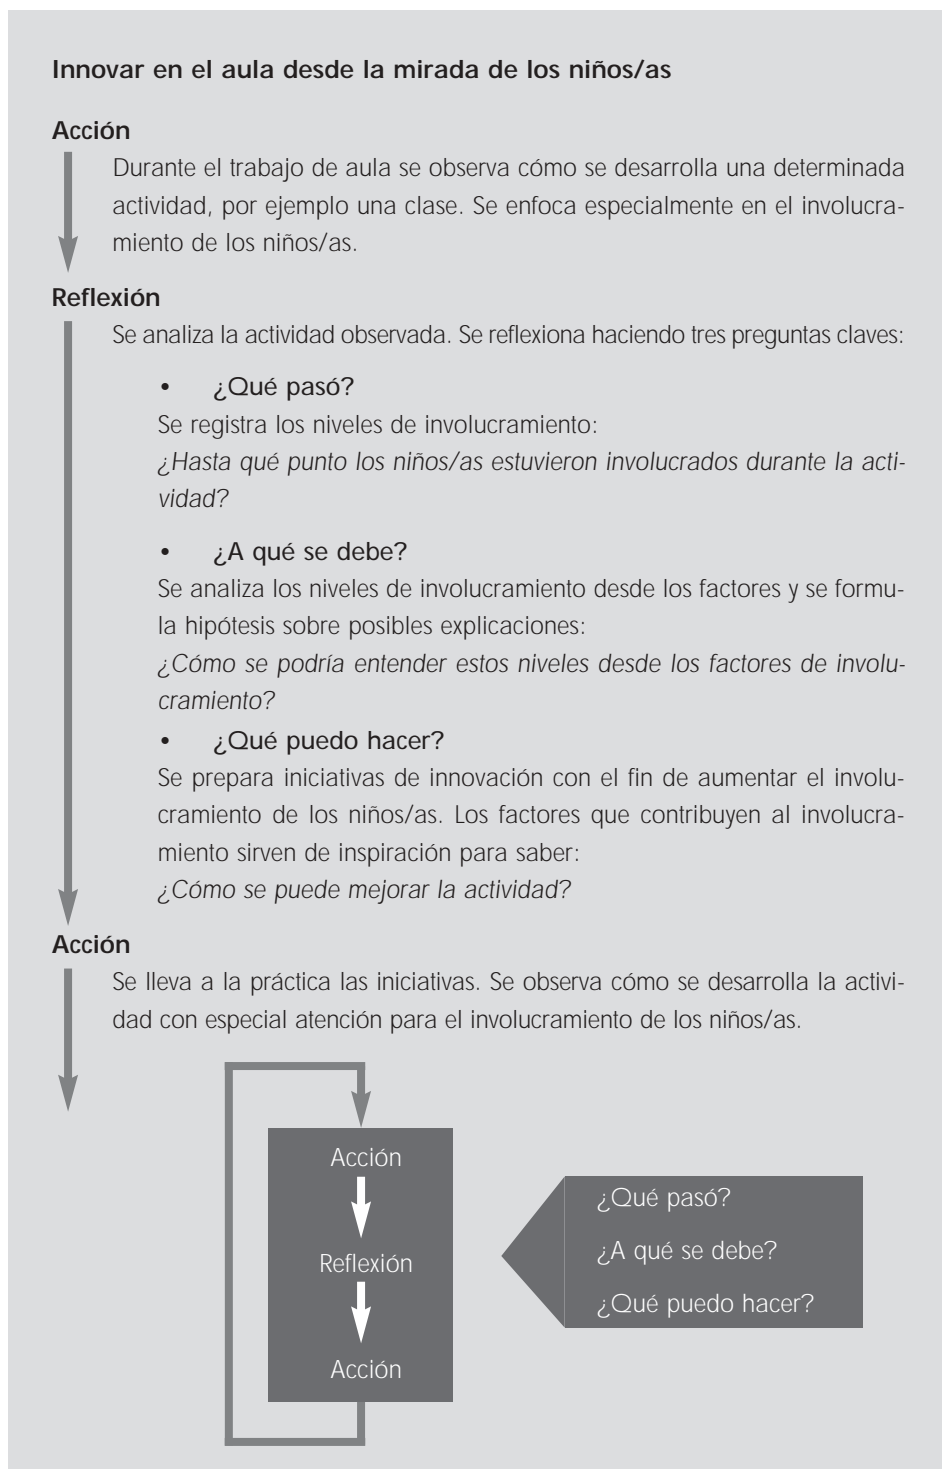 Innovar en el aula desde la mirada de los niños/as
Acción
Durante el trabajo de aula se observa cómo se desarrolla una determinada
actividad, por ejemplo una clase. Se enfoca especialmente en el involucra-
miento de los niños/as.
Reflexión
Se analiza la actividad observada. Se reflexiona haciendo tres preguntas claves:
• ¿Qué pasó?
Se registra los niveles de involucramiento:
¿Hasta qué punto los niños/as estuvieron involucrados durante la acti-
vidad?
• ¿A qué se debe?
Se analiza los niveles de involucramiento desde los factores y se formu-
la hipótesis sobre posibles explicaciones:
¿Cómo se podría entender estos niveles desde los factores de involu-
cramiento?
• ¿Qué puedo hacer?
Se prepara iniciativas de innovación con el fin de aumentar el involu-
cramiento de los niños/as. Los factores que contribuyen al involucra-
miento sirven de inspiración para saber:
¿Cómo se puede mejorar la actividad?
Acción
Se lleva a la práctica las iniciativas. Se observa cómo se desarrolla la activi-
dad con especial atención para el involucramiento de los niños/as.
Acción
Reflexión
Acción
¿Qué pasó?
¿A qué se debe?
¿Qué puedo hacer?